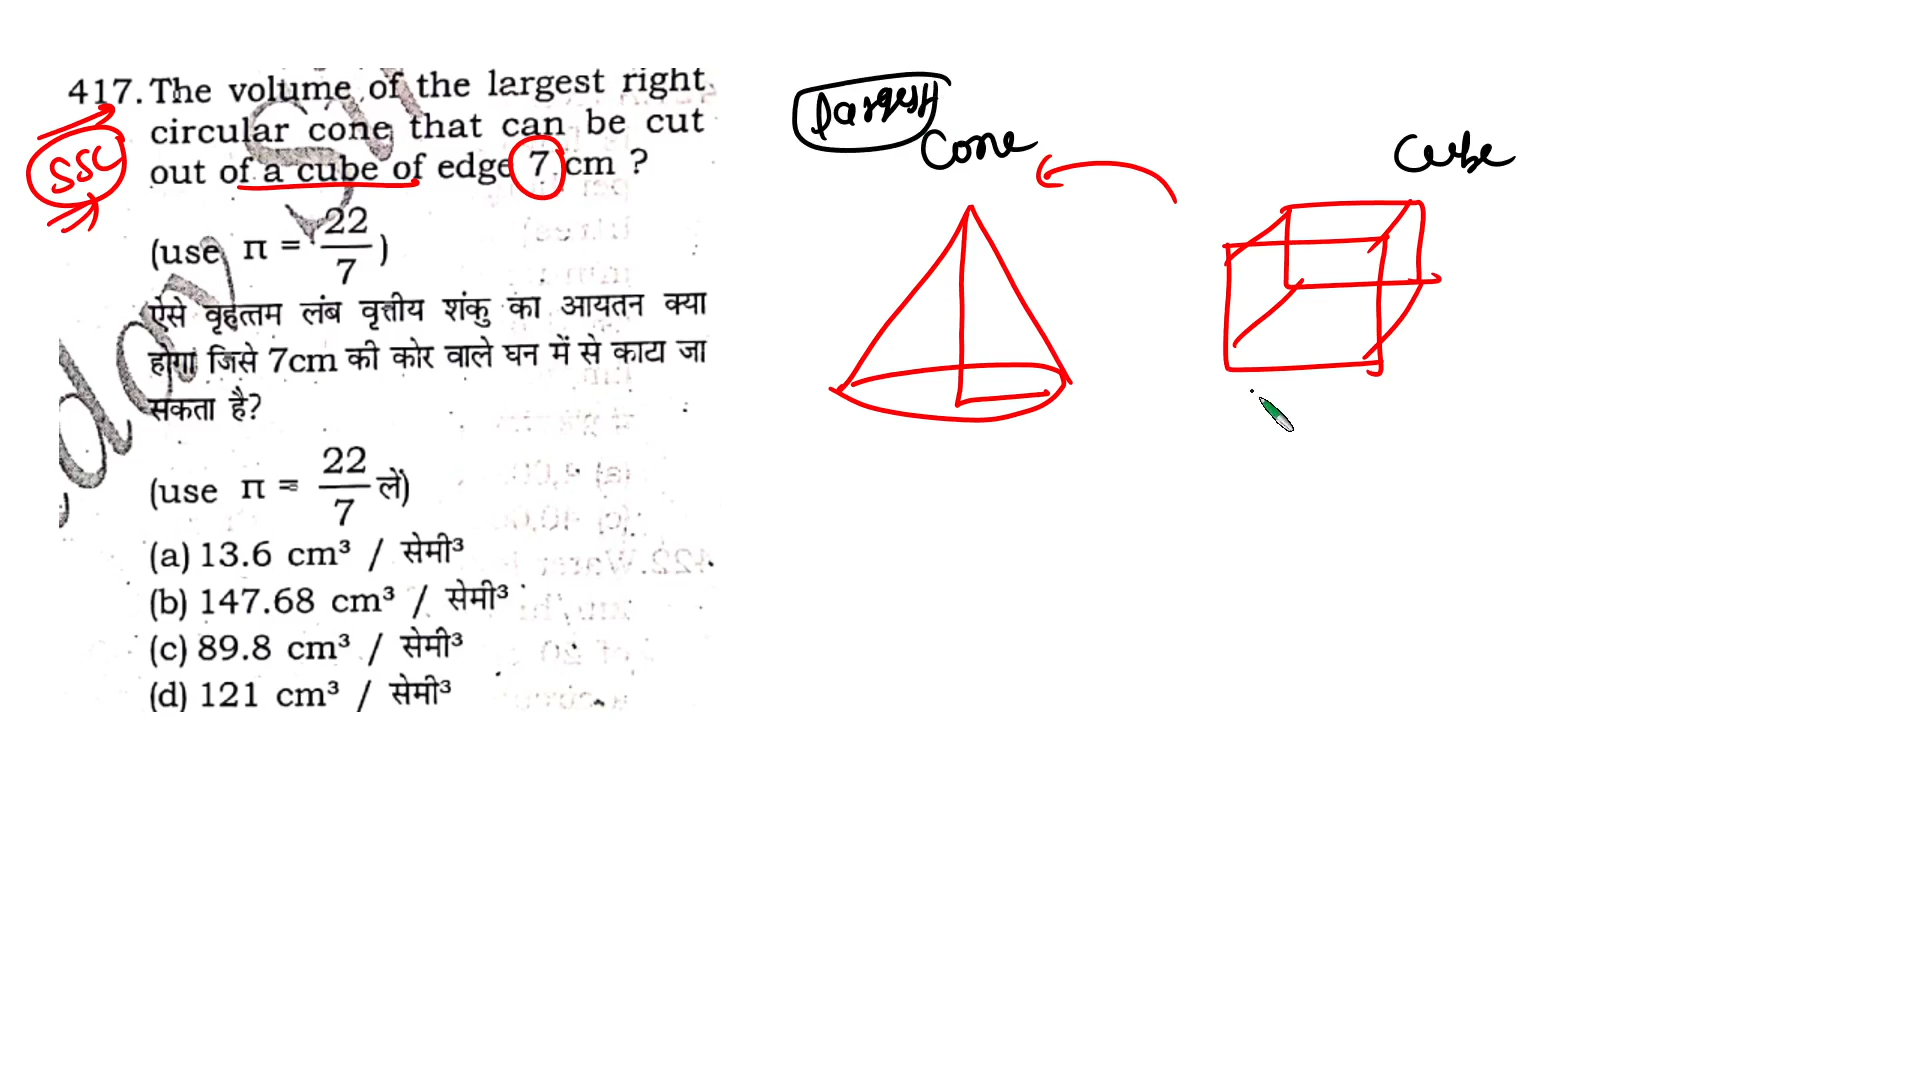 417. The volume of the largest right
circular cone that can be cut
out of a cube of edge 7 cm ?
(use π = 22/7)
ऐसे वृहत्तम लंब वृत्तीय शंकु का आयतन क्या
होगा जिसे 7cm की कोर वाले घन में से काटा जा
सकता है?
(use π = 22/7 लें)
(a) 13.6 cm³ / सेमी³
(b) 147.68 cm³ / सेमी³
(c) 89.8 cm³ / सेमी³
(d) 121 cm³ / सेमी³
SSC
largest
Cone
Cube